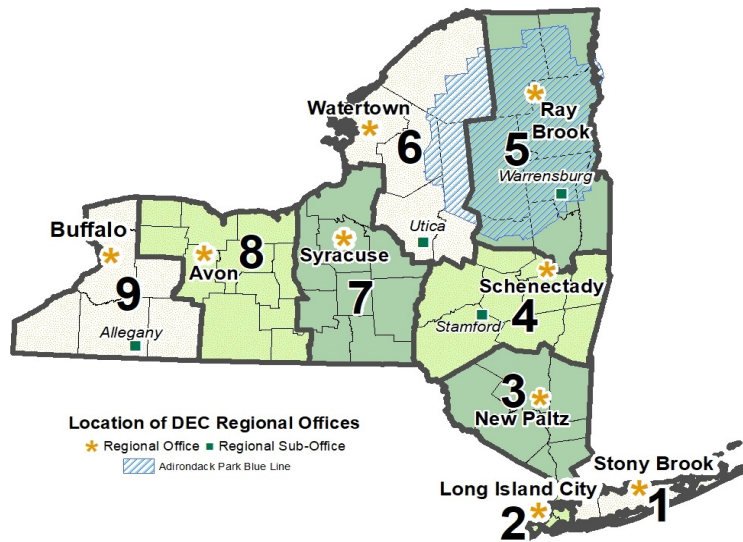 Watertown
6
Ray
Brook
5
Warrensburg
Utica
Buffalo
Avon
8
Syracuse
9
7
Allegany
Schenectady
Stamford
4
3
New Paltz
Location of DEC Regional Offices
Regional Office Regional Sub-Office
Adirondack Park Blue Line
Stony Brook
Long Island City
1
2